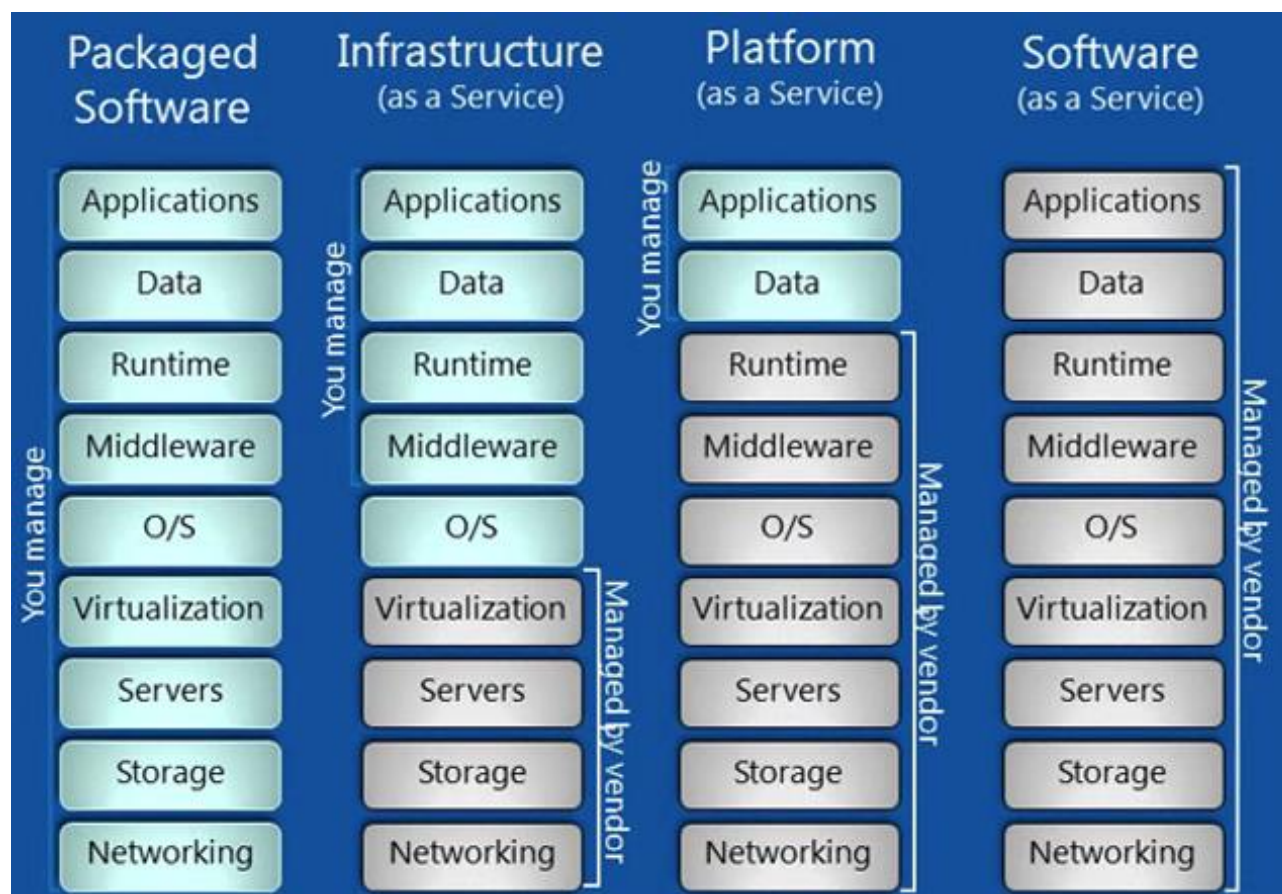 Packaged
Software
You manage
Applications
Data
Runtime
Middleware
O/S
Virtualization
Servers
Storage
Networking
Infrastructure
(as a Service)
You manage
Applications
Data
Runtime
Middleware
O/S
Virtualization
Servers
Storage
Networking
Managed by vendor
Platform
(as a Service)
You manage
Applications
Data
Runtime
Middleware
O/S
Virtualization
Servers
Storage
Networking
Managed by vendor
Software
(as a Service)
Applications
Data
Runtime
Middleware
O/S
Virtualization
Servers
Storage
Networking
Managed by vendor